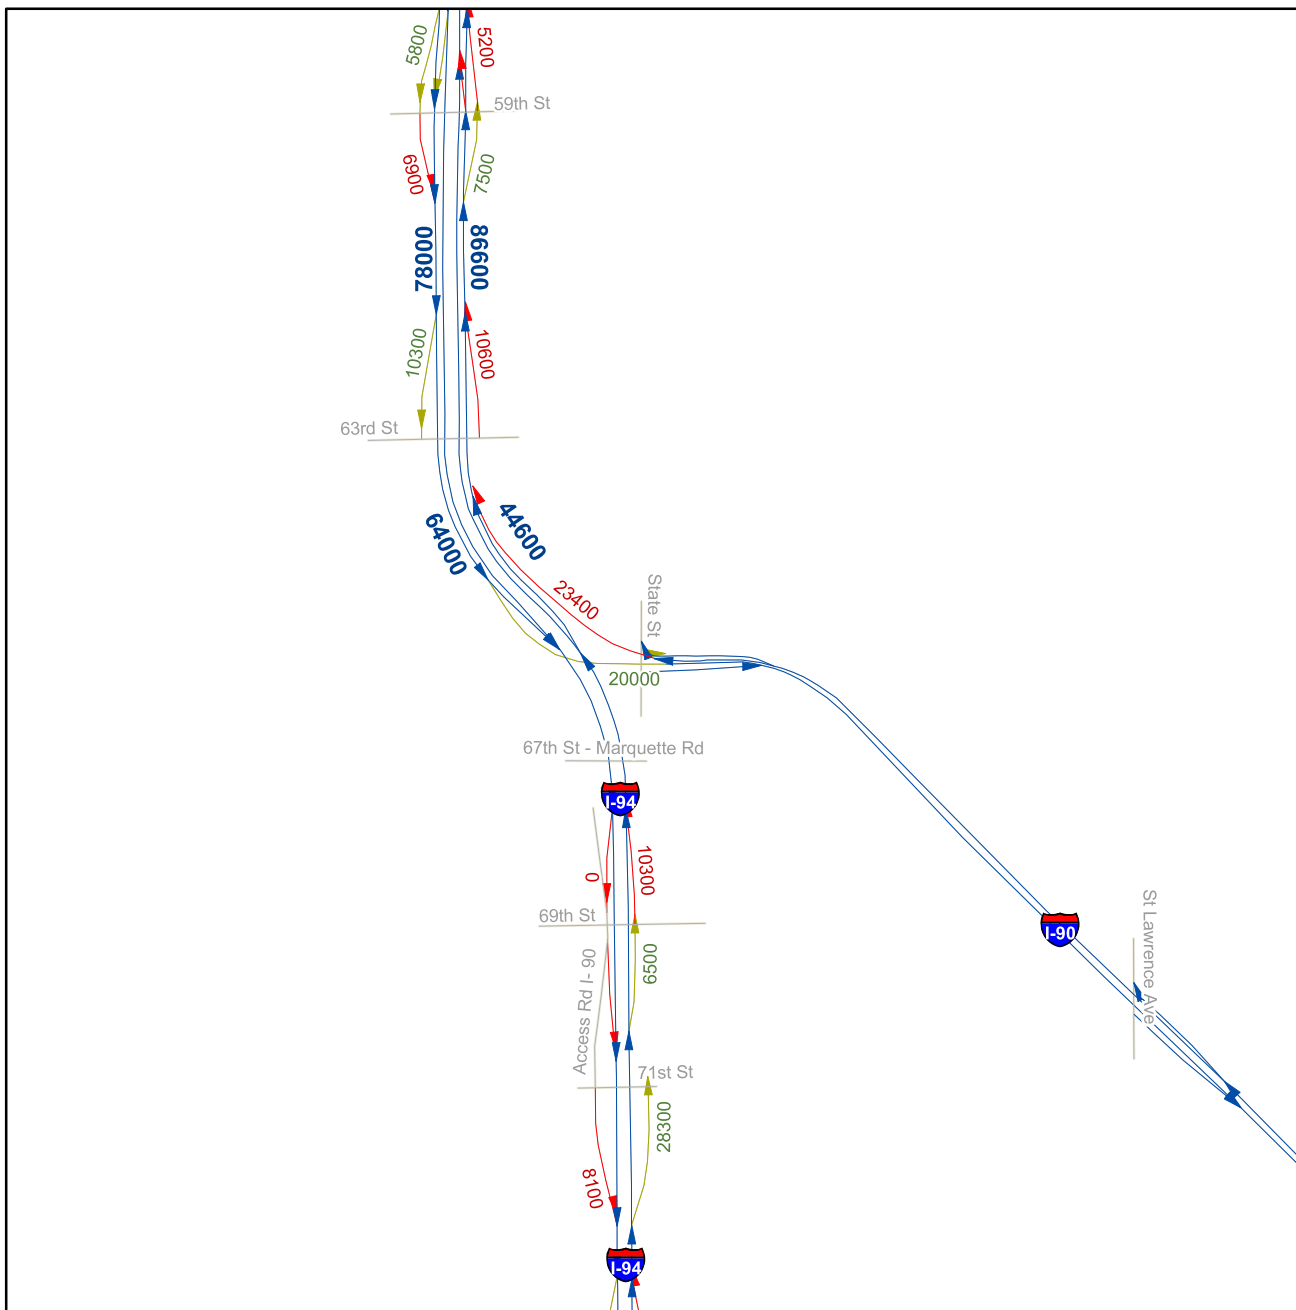 5800
5200
59th St
6900
7500
78000
86600
10300
10600
63rd St
64000
44600
23400
State St
20000
67th St - Marquette Rd
I-94
0
10300
69th St
6500
Access Rd I- 90
I-90
St Lawrence Ave
71st St
28300
8100
I-94